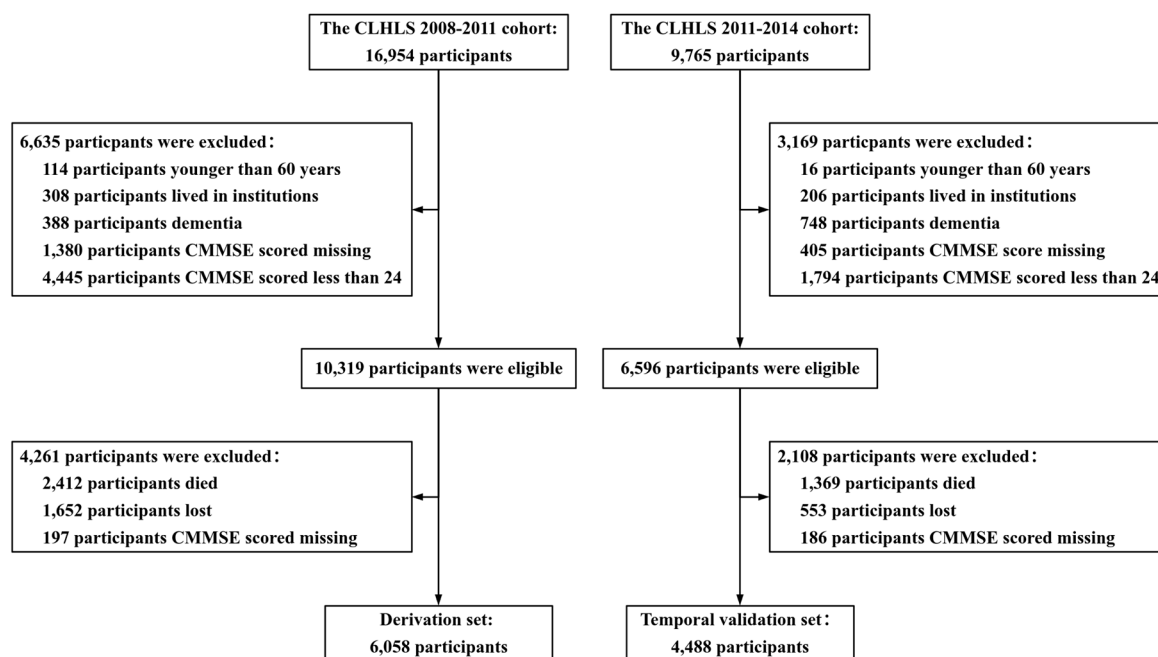 The CLHLS 2008-2011 cohort:
16,954 participants
The CLHLS 2011-2014 cohort:
9,765 participants
6,635 particpants were excluded：
114 participants younger than 60 years
308 participants lived in institutions
388 participants dementia
1,380 participants CMMSE scored missing
4,445 participants CMMSE scored less than 24
3,169 particpants were excluded：
16 participants younger than 60 years
206 participants lived in institutions
748 participants dementia
405 participants CMMSE score missing
1,794 participants CMMSE scored less than 24
10,319 participants were eligible
6,596 participants were eligible
4,261 participants were excluded：
2,412 participants died
1,652 participants lost
197 participants CMMSE scored missing
2,108 participants were excluded：
1,369 participants died
553 participants lost
186 participants CMMSE scored missing
Derivation set:
6,058 participants
Temporal validation set：
4,488 participants